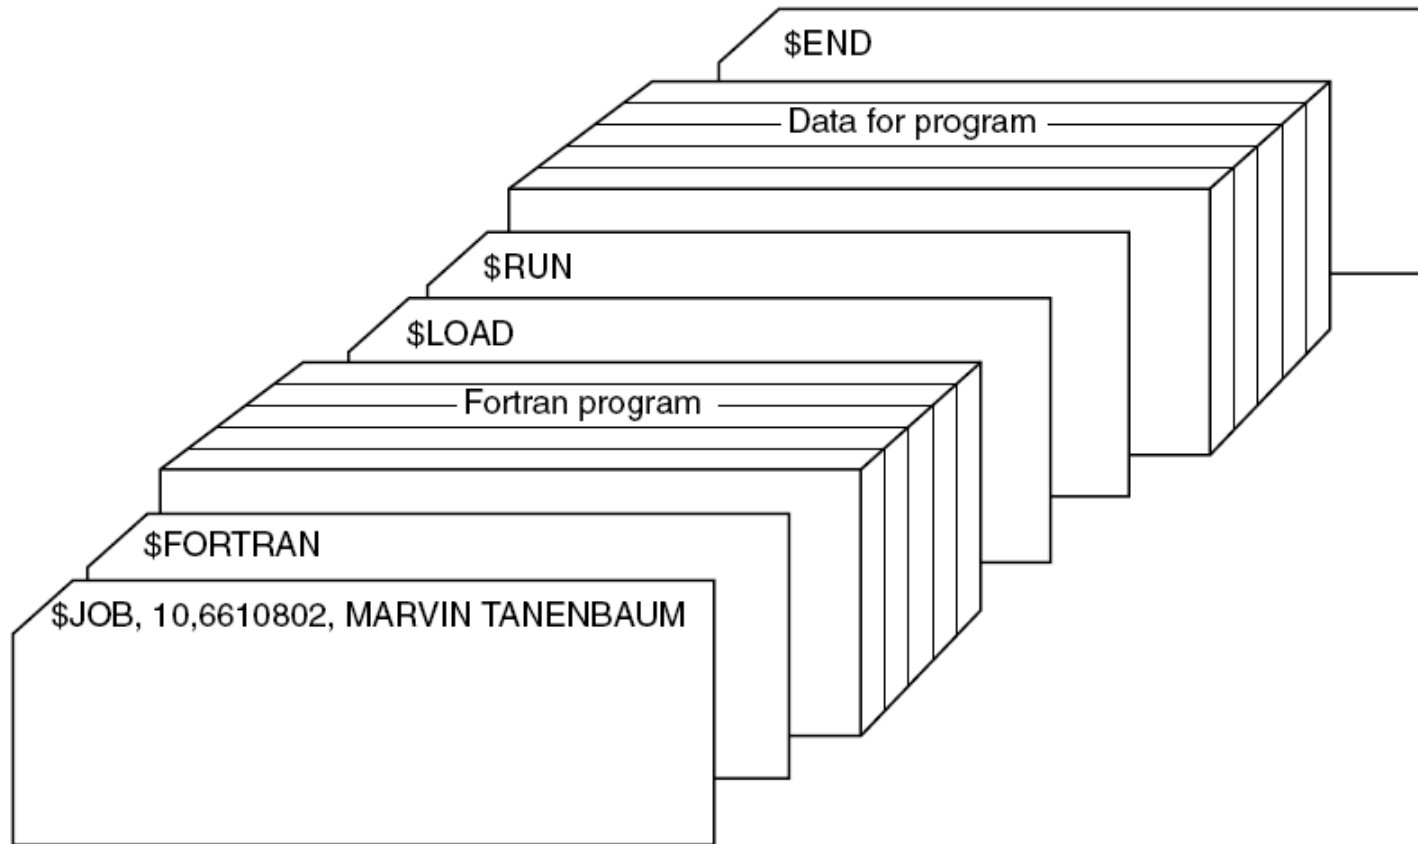 $END
Data for program
$RUN
$LOAD
Fortran program
$FORTRAN
$JOB, 10,6610802, MARVIN TANENBAUM